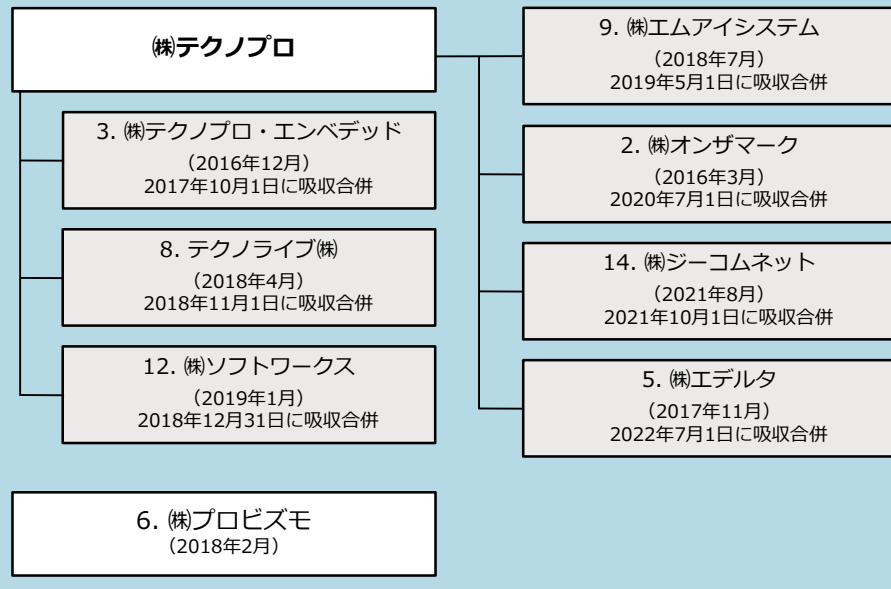 ㈱テクノプロ
3. ㈱テクノプロ・エンベデッド
（2016年12月）
2017年10月1日に吸収合併
8. テクノライブ㈱
（2018年4月）
2018年11月1日に吸収合併
12. ㈱ソフトワークス
（2019年1月）
2018年12月31日に吸収合併
6. ㈱プロビズモ
（2018年2月）
9. ㈱エムアイシステム
（2018年7月）
2019年5月1日に吸収合併
2. ㈱オンザマーク
（2016年3月）
2020年7月1日に吸収合併
14. ㈱ジーコムネット
（2021年8月）
2021年10月1日に吸収合併
5. ㈱エデルタ
（2017年11月）
2022年7月1日に吸収合併